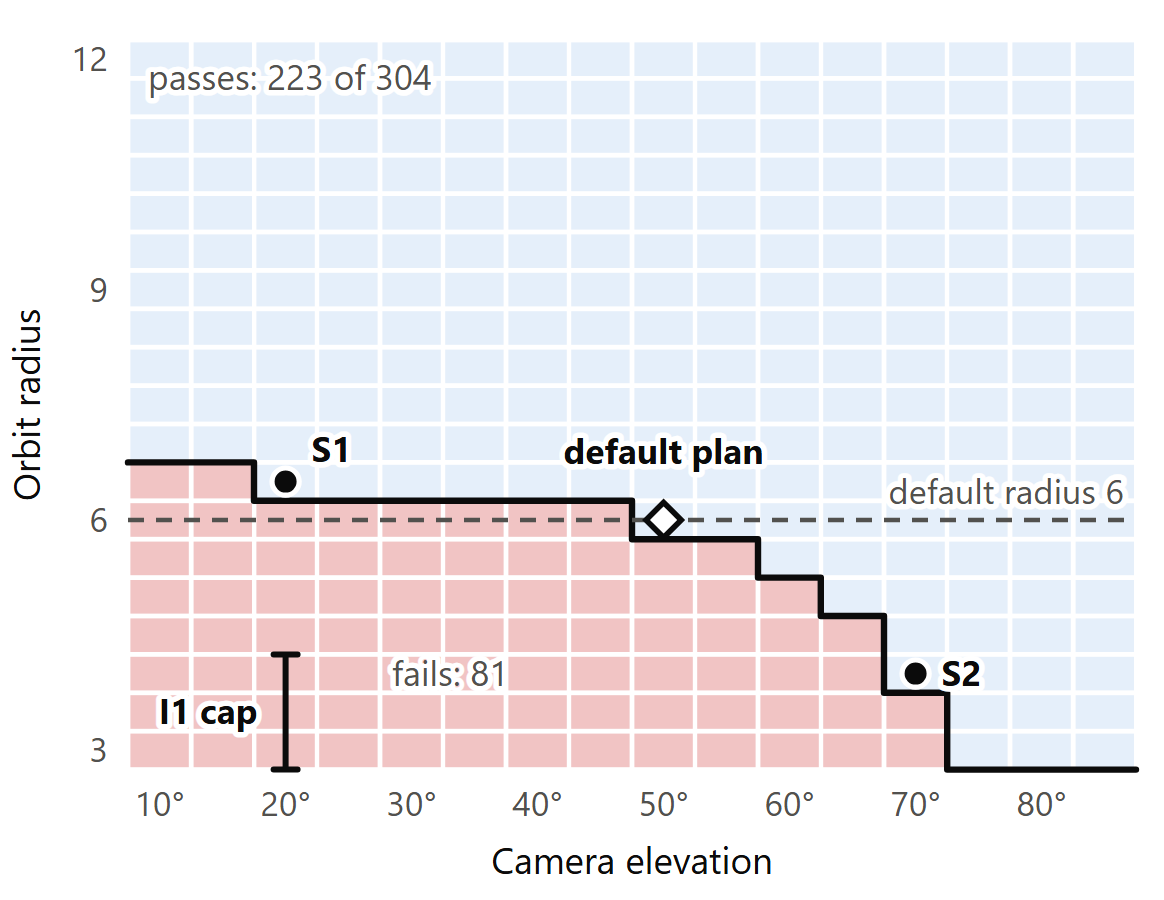 12
passes: 223 of 304
9
Orbit radius
S1
default plan
default radius 6
6
fails: 81
S2
I1 cap
3
10° 20° 30° 40° 50° 60° 70° 80°
Camera elevation